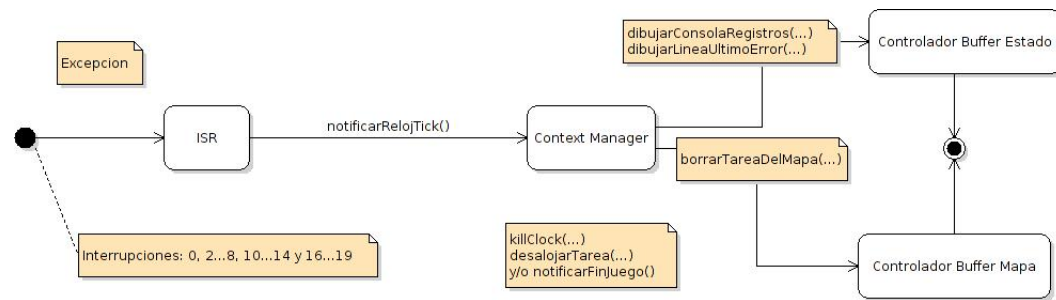 dibujarConsolaRegistros(...)
dibujarLineaUltimoError(...)
Controlador Buffer Estado
Excepcion
ISR
notificarRelojTick()
Context Manager
borrarTareaDelMapa(...)
Interrupciones: 0, 2...8, 10...14 y 16...19
killClock(...)
desalojarTarea(...)
y/o notificarFinJuego()
Controlador Buffer Mapa